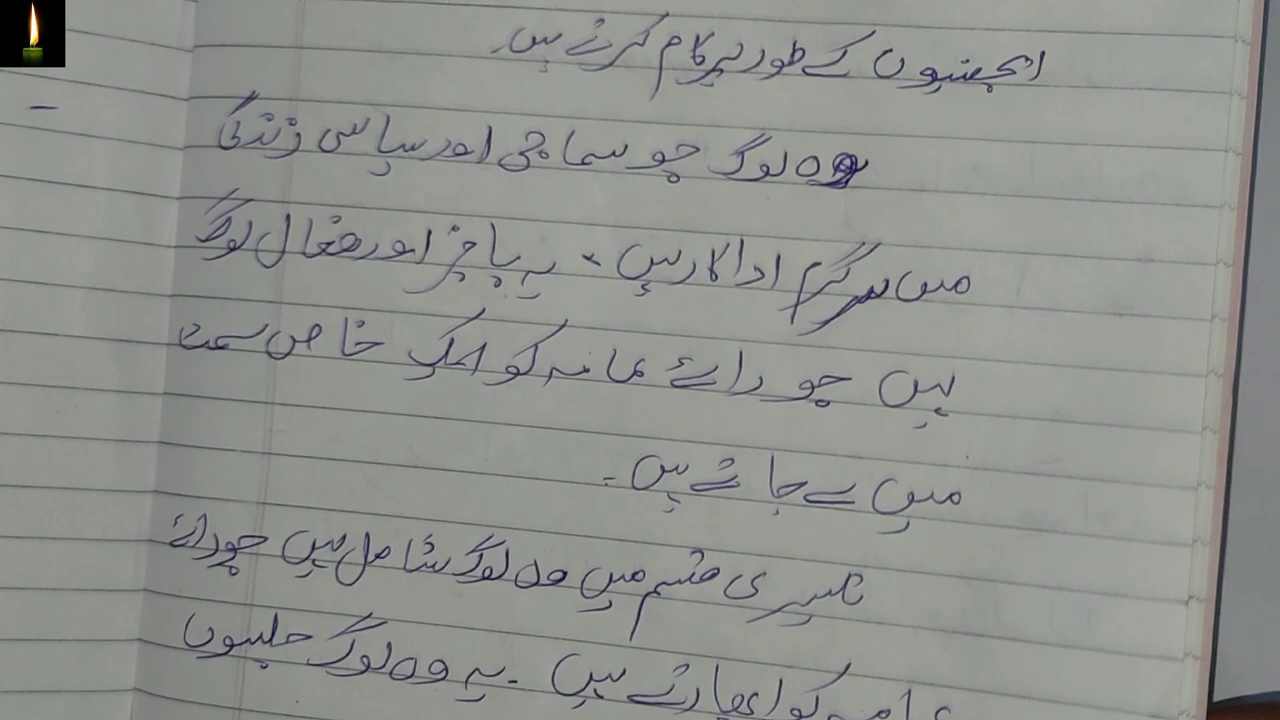 ایجنسیوں کے طور پر کام کرتے ہیں۔
وہ لوگ جو سماجی اور سیاسی زندگی
میں سرگرم اداکار ہیں، یہ باخبر اور فعال لوگ
ہیں جو رائے عامہ کو ایک خاص سمت
میں لے جاتے ہیں۔
تیسری قسم میں وہ لوگ شامل ہیں جو رائے
عامہ کو ابھارتے ہیں۔ یہ وہ لوگ جلسوں